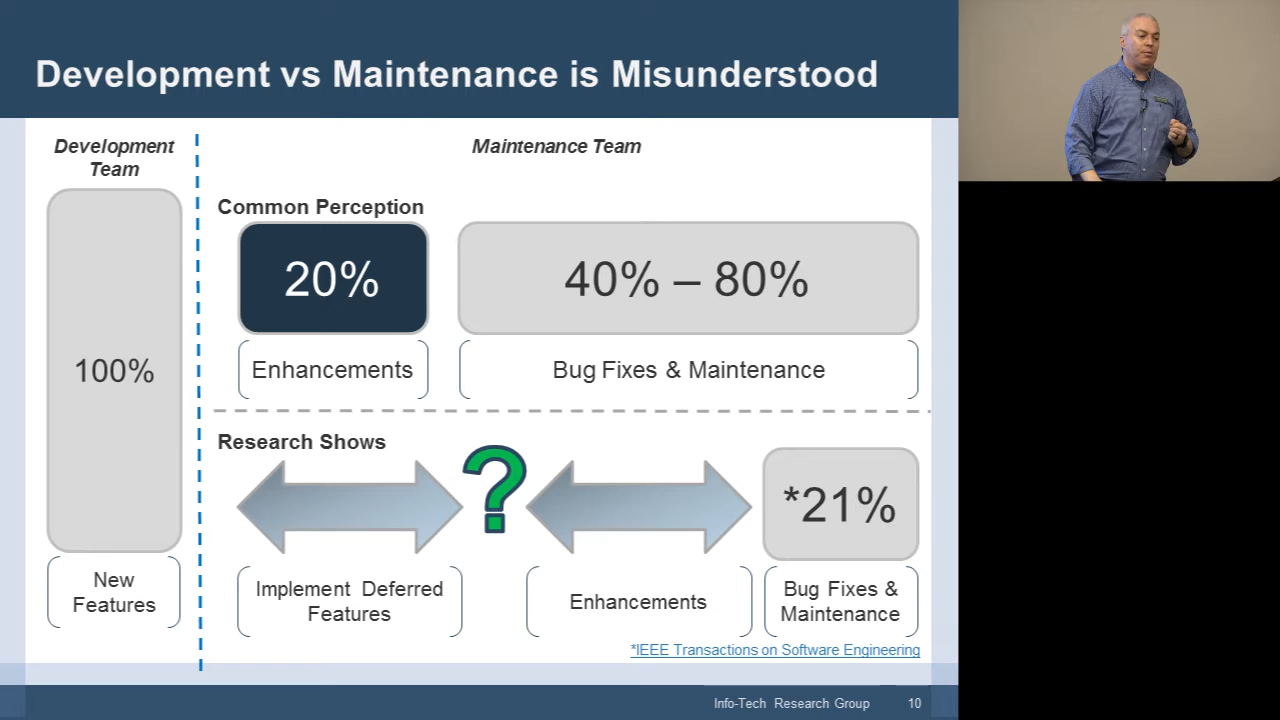 Development vs Maintenance is Misunderstood
Development
Team
Maintenance Team
100%
New
Features
Common Perception
20%
40% – 80%
Enhancements
Bug Fixes & Maintenance
Research Shows
?
*21%
Implement Deferred
Features
Enhancements
Bug Fixes &
Maintenance
*IEEE Transactions on Software Engineering
Info-Tech Research Group
10